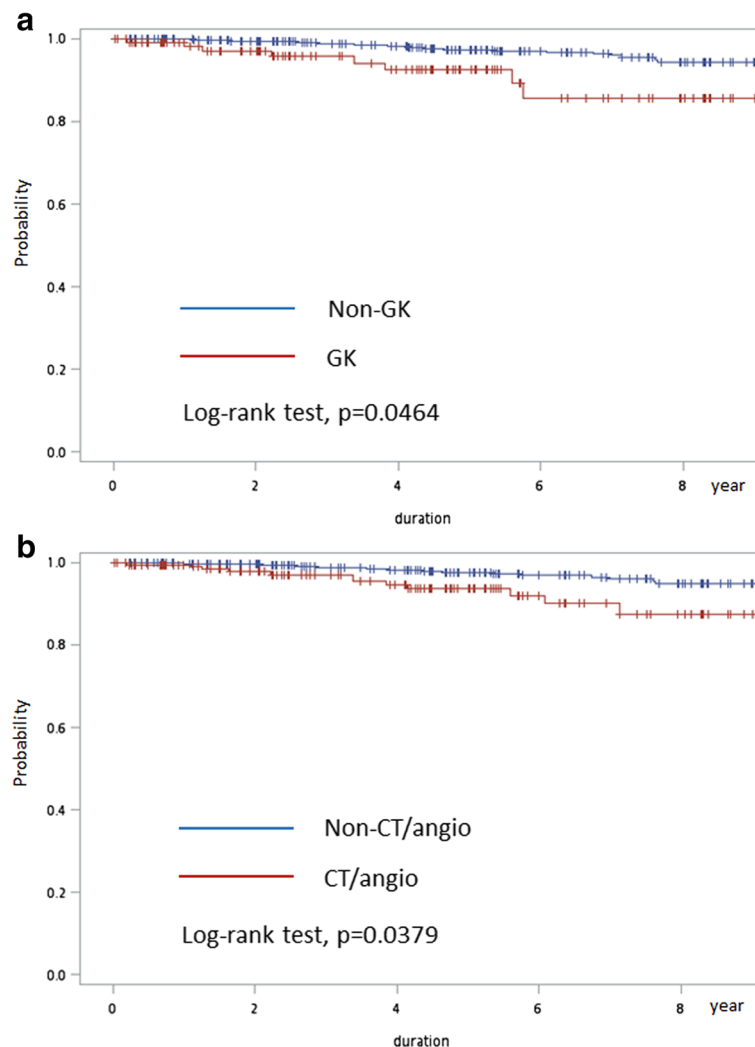 a
1.0
0.8
0.6
0.4
0.2
0.0
Probability
Non-GK
GK
Log-rank test, p=0.0464
0 2 4 6 8 year
duration
b
1.0
0.8
0.6
0.4
0.2
0.0
Probability
Non-CT/angio
CT/angio
Log-rank test, p=0.0379
0 2 4 6 8 year
duration